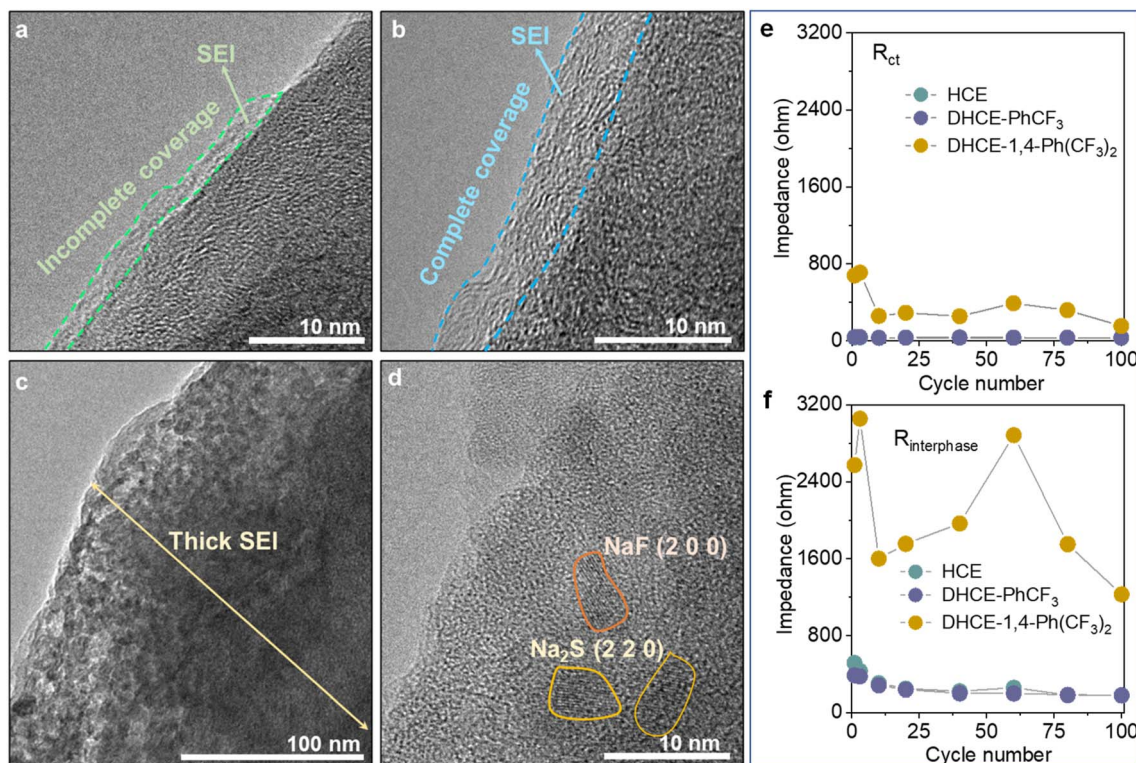 a
SEI
Incomplete coverage
10 nm
b
SEI
Complete coverage
10 nm
c
Thick SEI
100 nm
d
NaF (2 0 0)
Na₂S (2 2 0)
10 nm
e
R_ct
HCE
DHCE-PhCF₃
DHCE-1,4-Ph(CF₃)₂
Impedance (ohm)
3200
2400
1600
800
0
0 25 50 75 100
Cycle number
f
R_interphase
HCE
DHCE-PhCF₃
DHCE-1,4-Ph(CF₃)₂
Impedance (ohm)
3200
2400
1600
800
0
0 25 50 75 100
Cycle number